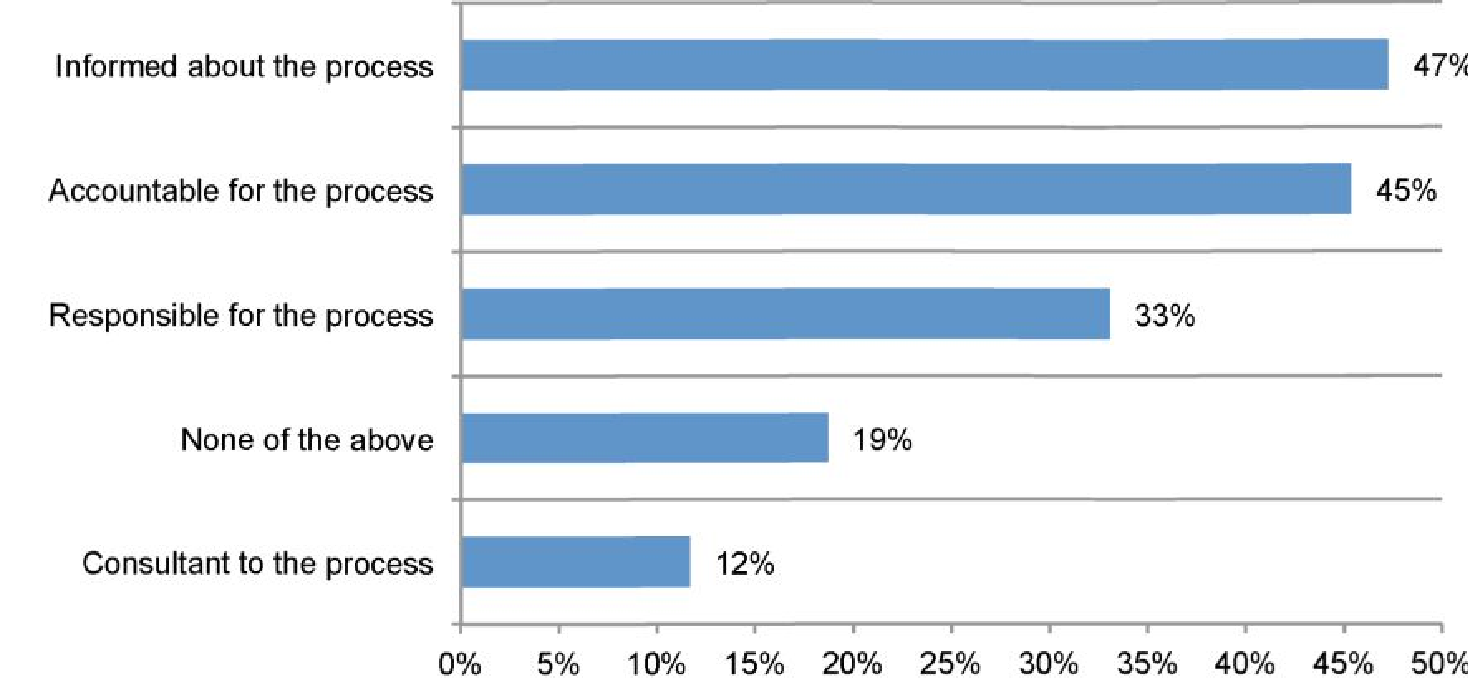 Informed about the process 47%
Accountable for the process 45%
Responsible for the process 33%
None of the above 19%
Consultant to the process 12%
0% 5% 10% 15% 20% 25% 30% 35% 40% 45% 50%